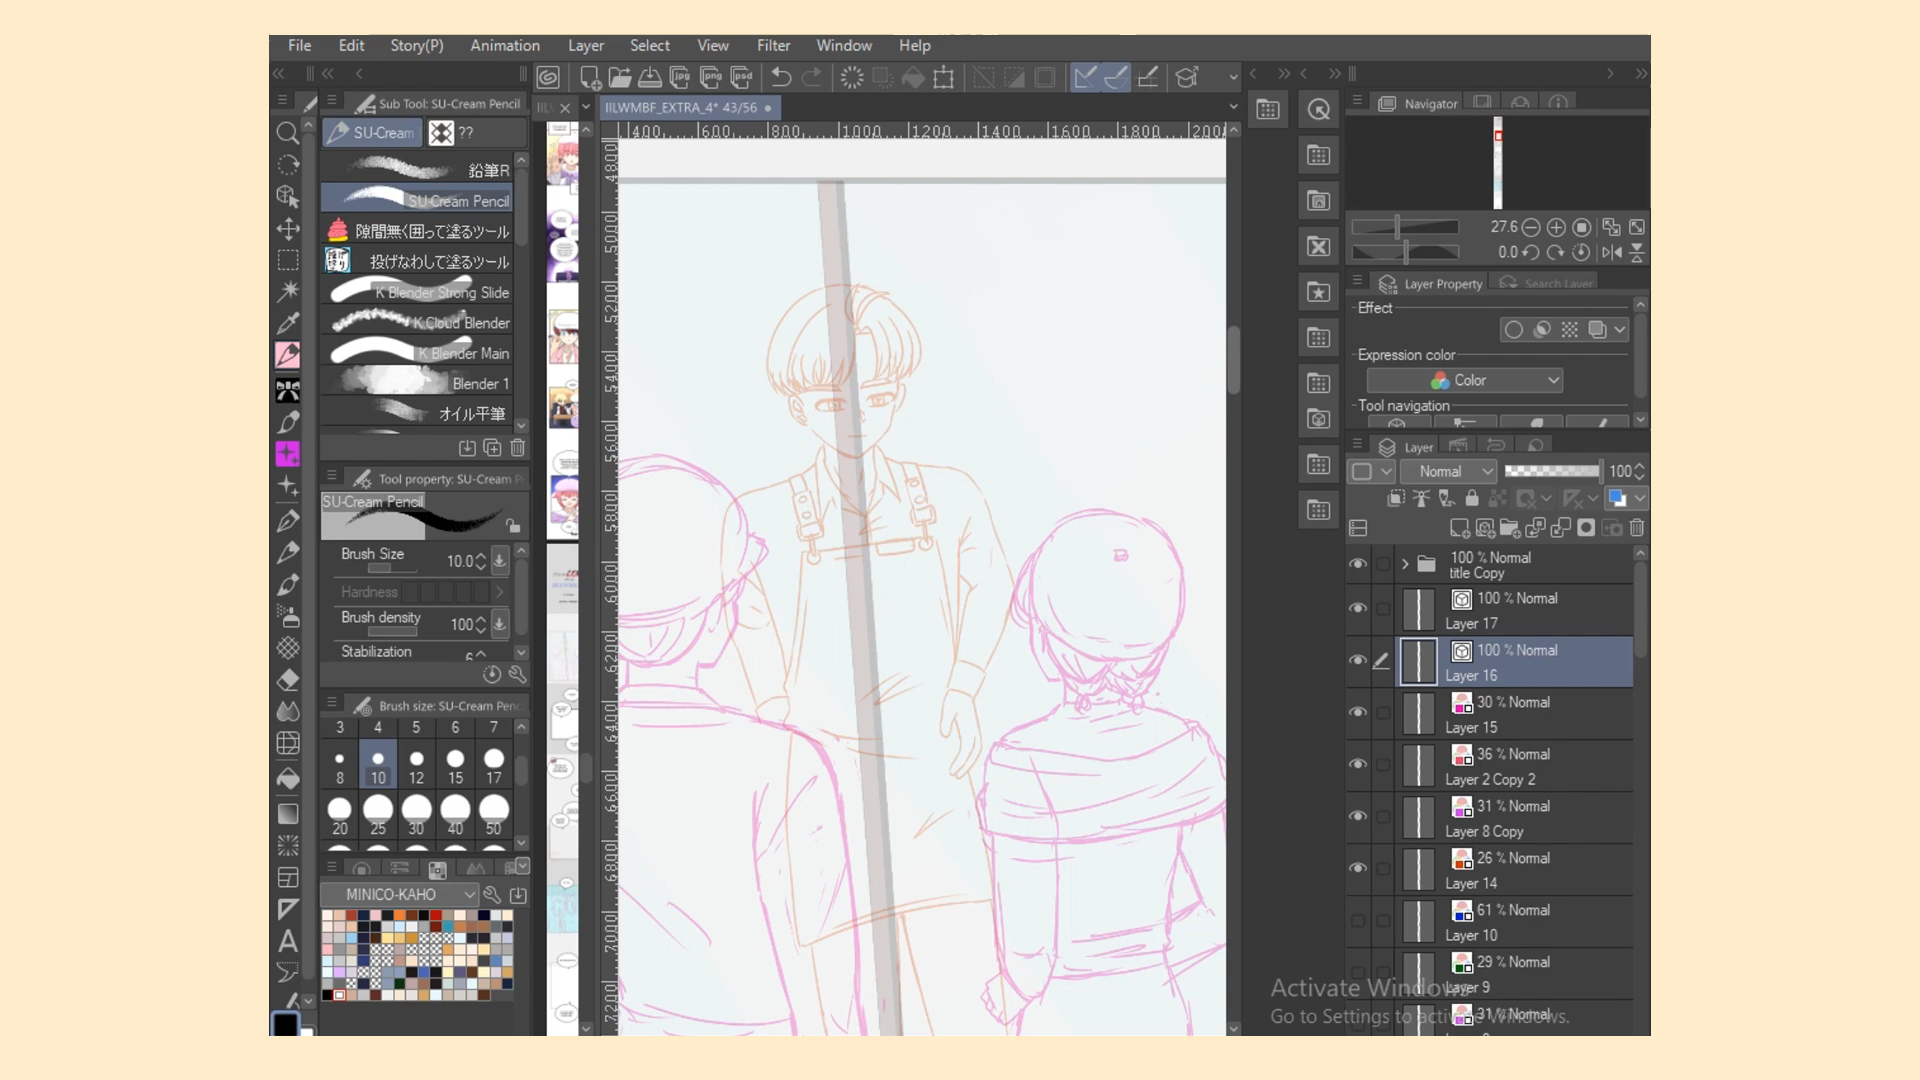 File Edit Story(P) Animation Layer Select View Filter Window Help
Sub Tool: SU-Cream Pencil
IILWMBF_EXTRA_4* 43/56
Navigator
SU-Cream ??
400 600 800 1000 1200 1400 1600 1800 200
鉛筆R
SU-Cream Pencil
隙間無く囲って塗るツール
投げなわして塗るツール
K Blender Strong Slide
K Cloud Blender
K Blender Main
Blender 1
オイル平筆
Tool property: SU-Cream P
SU-Cream Pencil
Brush Size 10.0
Hardness
Brush density 100
Stabilization 6
Brush size: SU-Cream Penc
3 4 5 6 7
8 10 12 15 17
20 25 30 40 50
MINICO-KAHO
4800
5000
5200
5400
5600
5800
6000
6200
6400
6600
6800
7000
7200
27.6
0.0
Layer Property Search Layer
Effect
Expression color
Color
Tool navigation
Layer
Normal 100
100 % Normal
title Copy
100 % Normal
Layer 17
100 % Normal
Layer 16
30 % Normal
Layer 15
36 % Normal
Layer 2 Copy 2
31 % Normal
Layer 8 Copy
26 % Normal
Layer 14
61 % Normal
Layer 10
29 % Normal
Layer 9
31 % Normal
Activate Windows
Go to Settings to activate Windows.